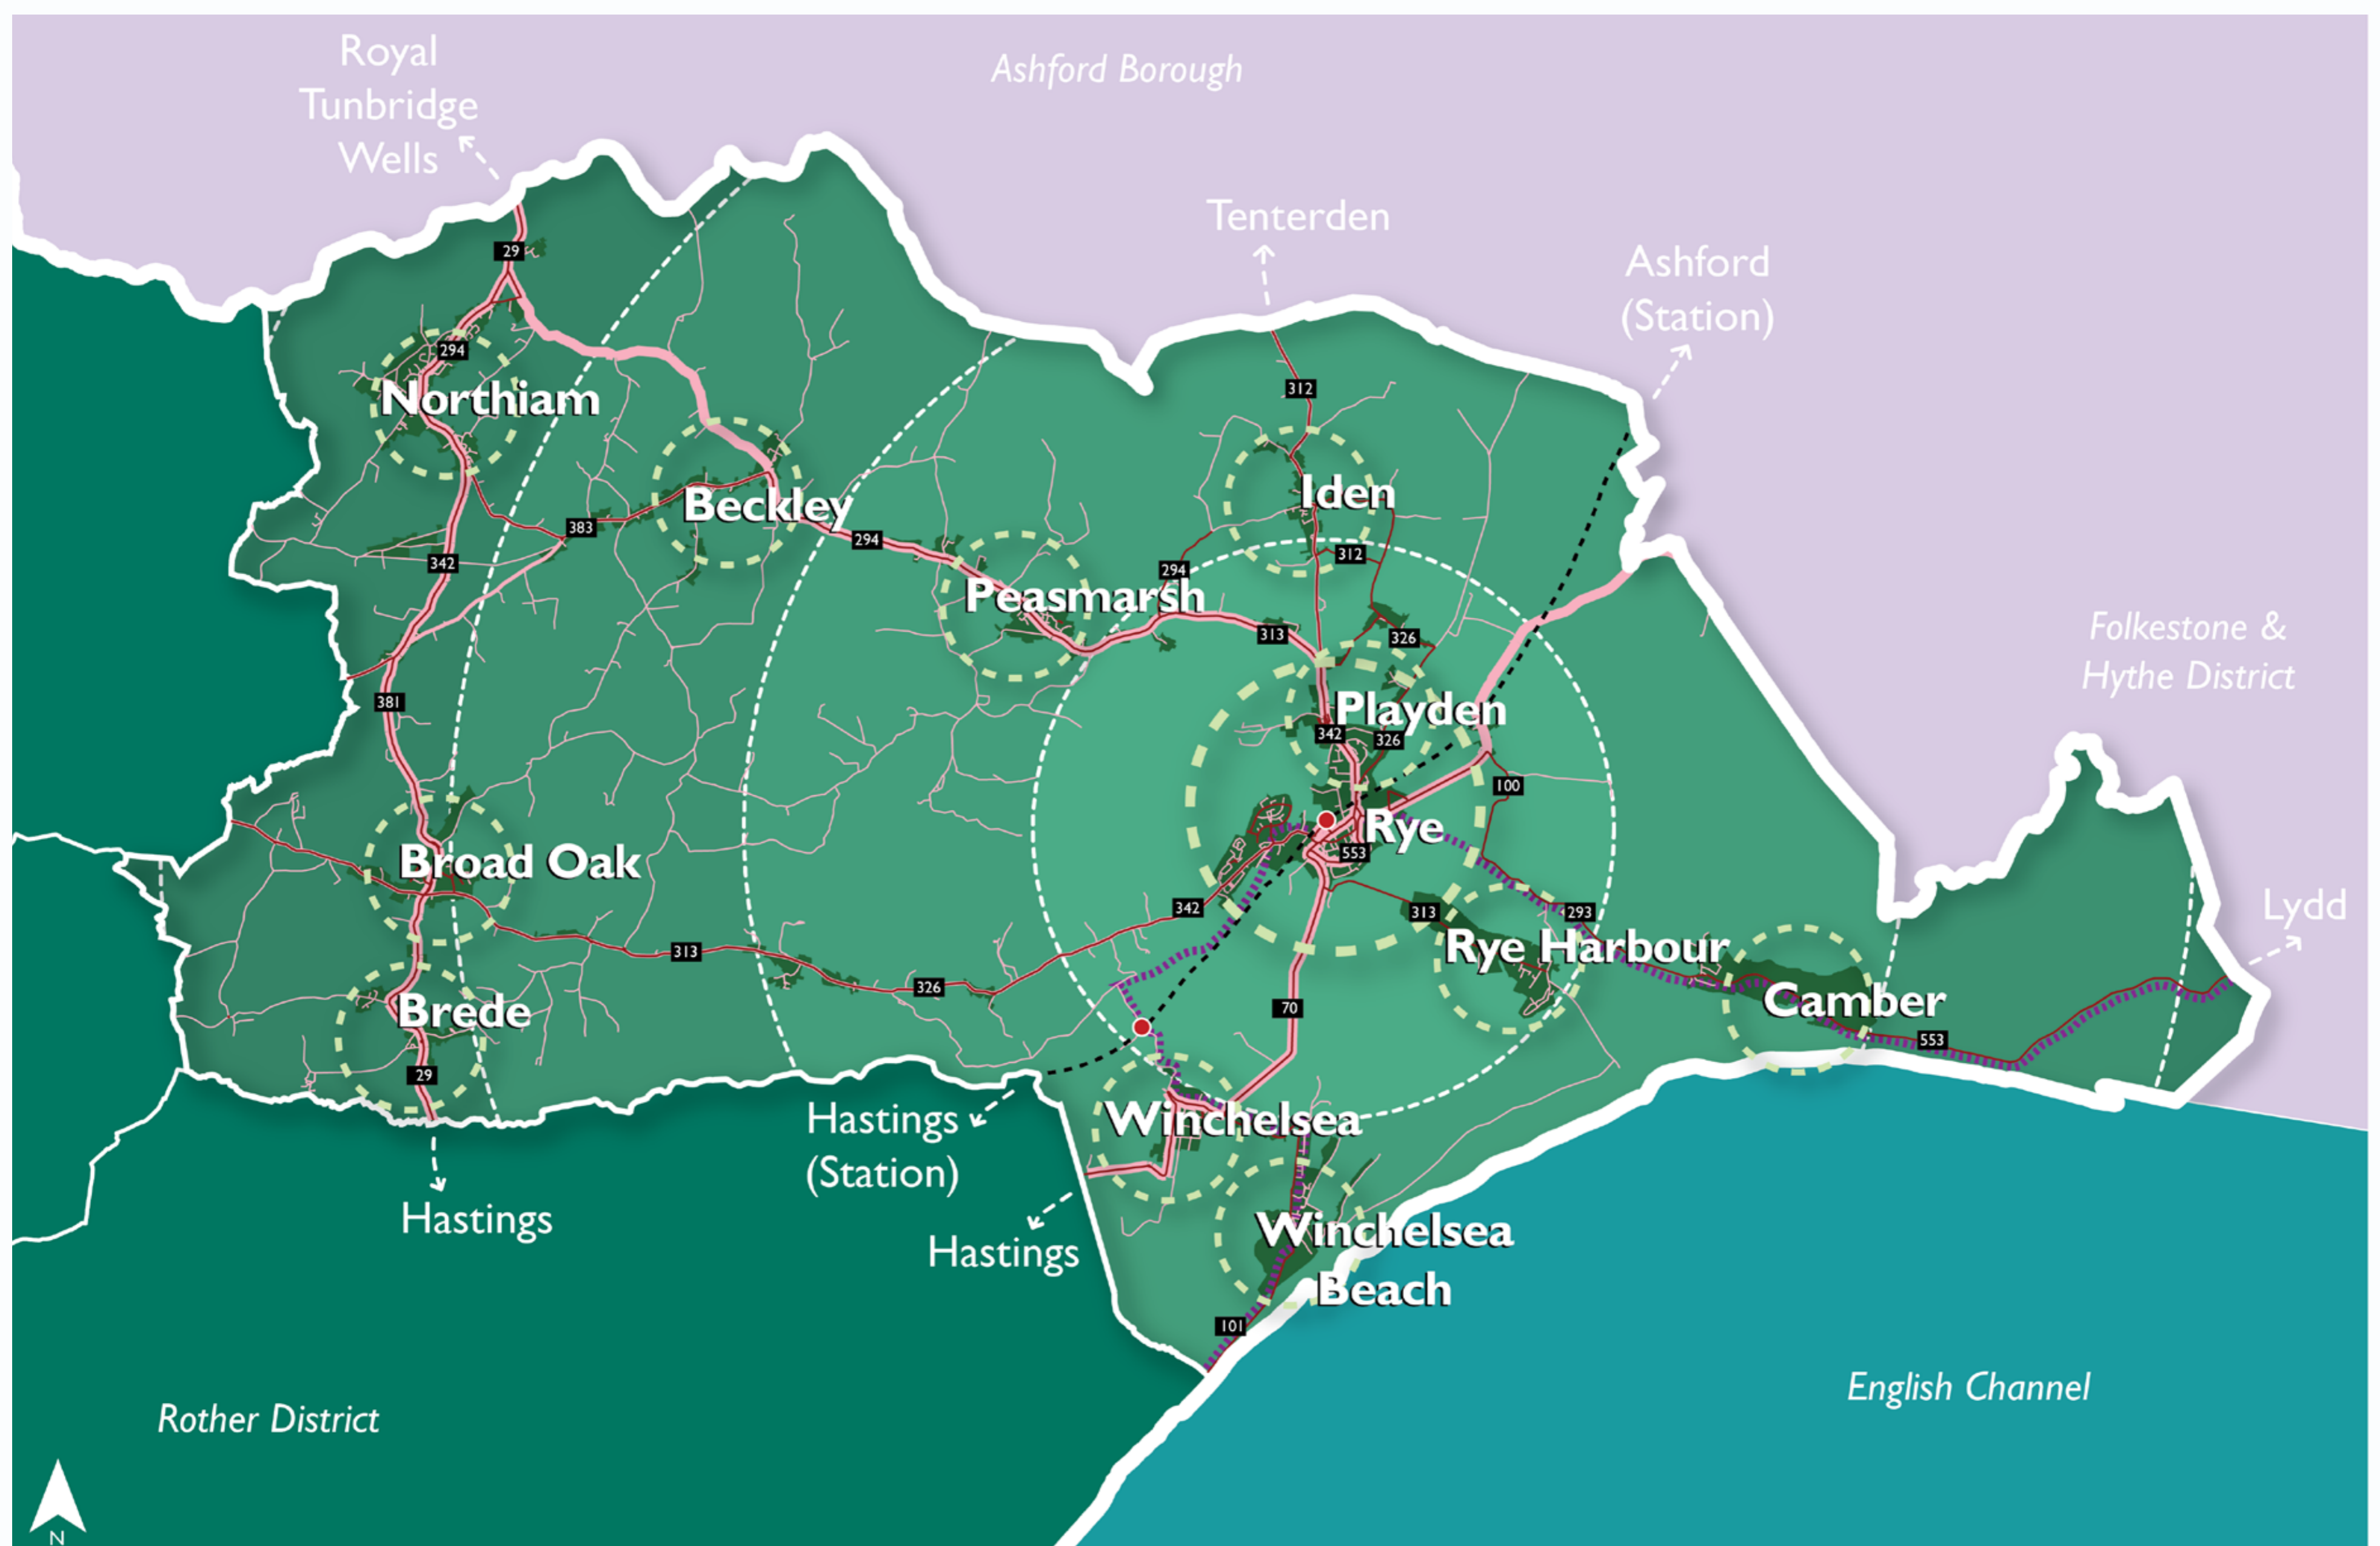 Royal
Tunbridge
Wells
Ashford Borough
Tenterden
Ashford
(Station)
29
294
312
Northiam
Iden
Beckley
383
294
312
342
294
Peasmarsh
313
326
Folkestone &
Hythe District
381
Playden
342
326
100
Rye
553
Broad Oak
342
313
293
Lydd
313
Rye Harbour
326
Camber
Brede
70
553
29
Hastings
(Station)
Winchelsea
Hastings
Hastings
Winchelsea
Beach
101
English Channel
Rother District
N